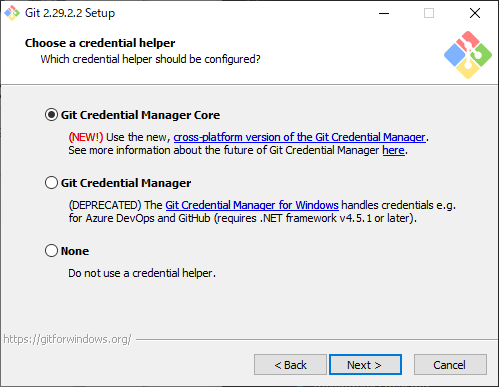 Git 2.29.2.2 Setup
Choose a credential helper
Which credential helper should be configured?
Git Credential Manager Core
(NEW!) Use the new, cross-platform version of the Git Credential Manager.
See more information about the future of Git Credential Manager here.
Git Credential Manager
(DEPRECATED) The Git Credential Manager for Windows handles credentials e.g.
for Azure DevOps and GitHub (requires .NET framework v4.5.1 or later).
None
Do not use a credential helper.
https://gitforwindows.org/
< Back
Next >
Cancel